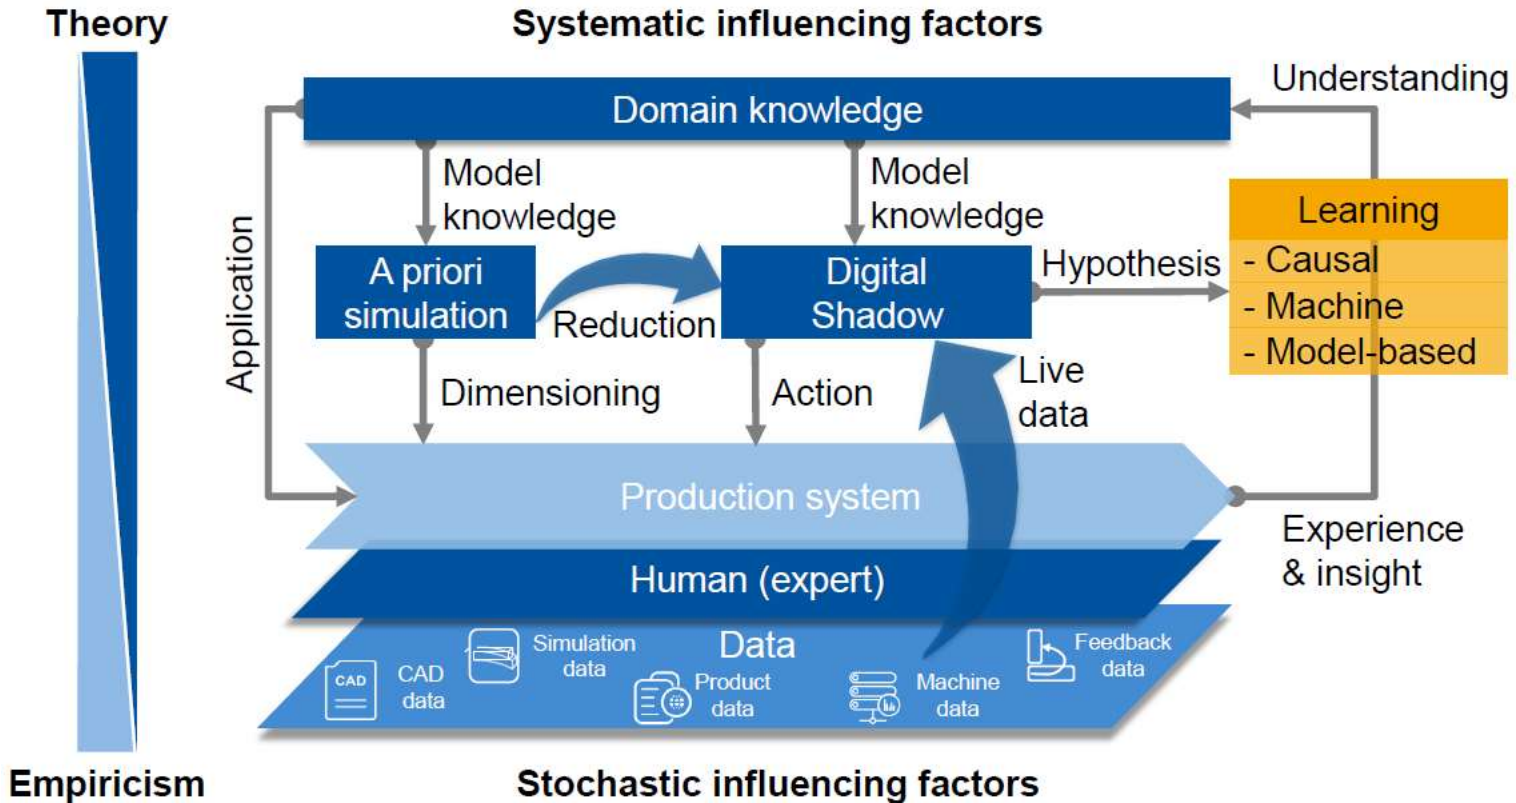 Theory
Systematic influencing factors
Understanding
Domain knowledge
Model
knowledge
Model
knowledge
Application
A priori
simulation
Reduction
Digital
Shadow
Hypothesis
Learning
- Causal
- Machine
- Model-based
Dimensioning
Action
Live
data
Production system
Experience
& insight
Human (expert)
Data
CAD
CAD
data
Simulation
data
Product
data
Machine
data
Feedback
data
Empiricism
Stochastic influencing factors